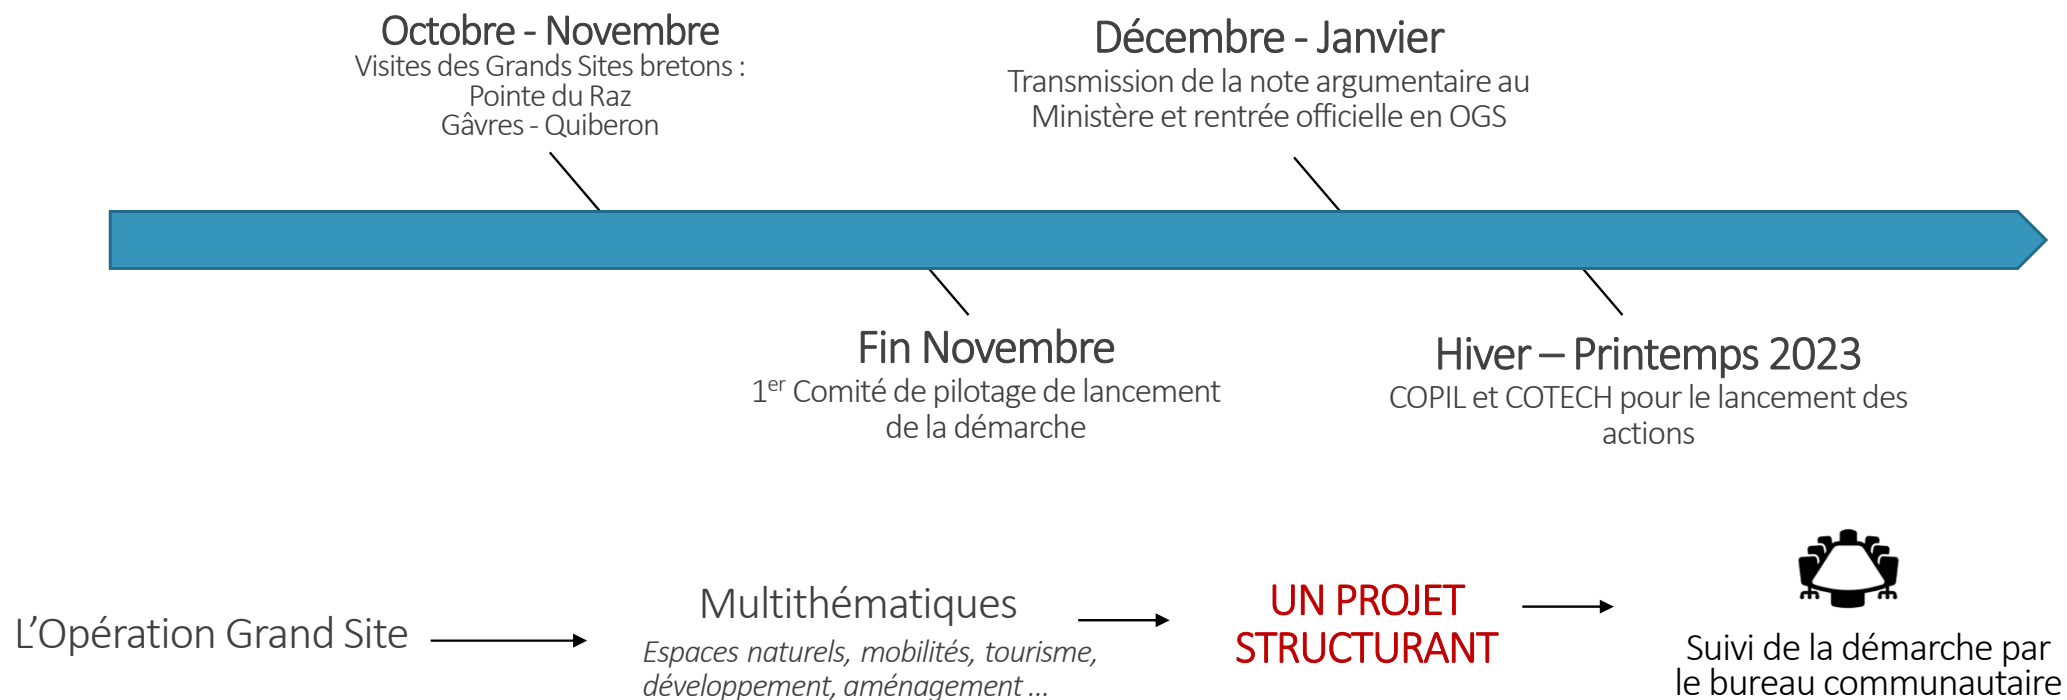 Octobre - Novembre
Visites des Grands Sites bretons :
Pointe du Raz
Gâvres - Quiberon
Décembre - Janvier
Transmission de la note argumentaire au
Ministère et rentrée officielle en OGS
Fin Novembre
1er Comité de pilotage de lancement
de la démarche
Hiver – Printemps 2023
COPIL et COTECH pour le lancement des
actions
L’Opération Grand Site
Multithématiques
Espaces naturels, mobilités, tourisme,
développement, aménagement ...
UN PROJET
STRUCTURANT
Suivi de la démarche par
le bureau communautaire